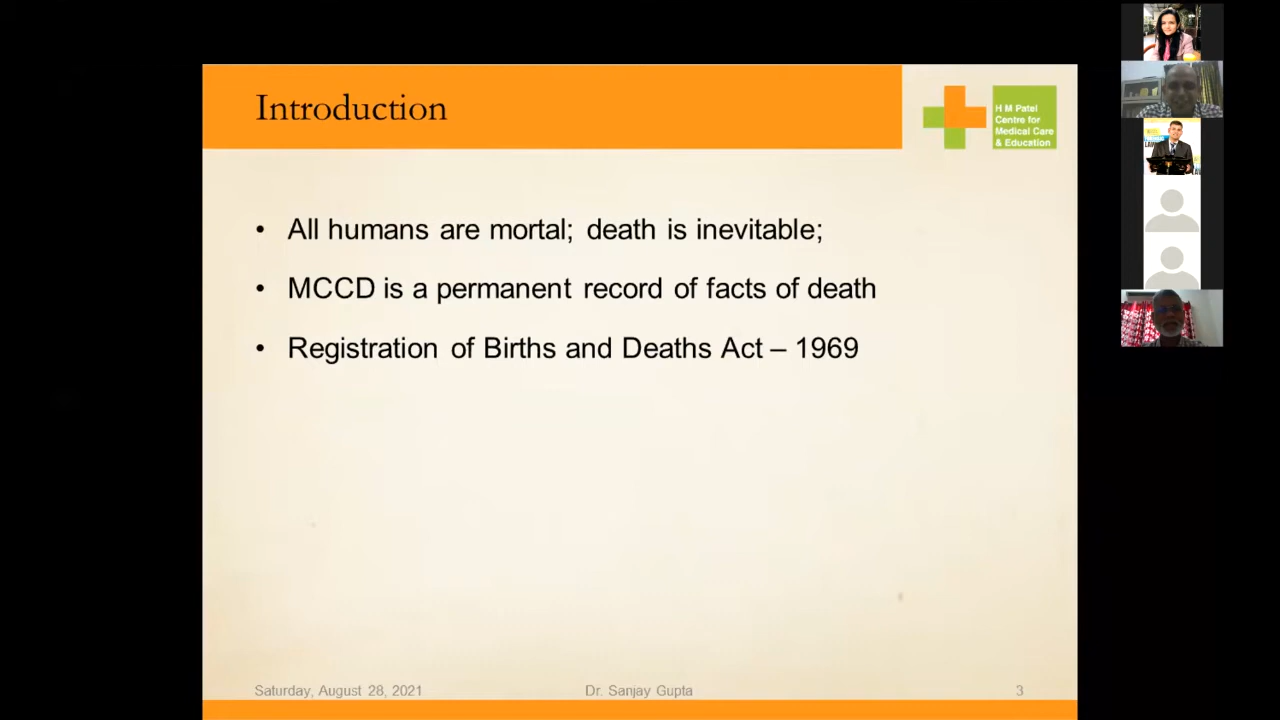 Introduction
H M Patel
Centre for
Medical Care
& Education
• All humans are mortal; death is inevitable;
• MCCD is a permanent record of facts of death
• Registration of Births and Deaths Act – 1969
Saturday, August 28, 2021
Dr. Sanjay Gupta
3